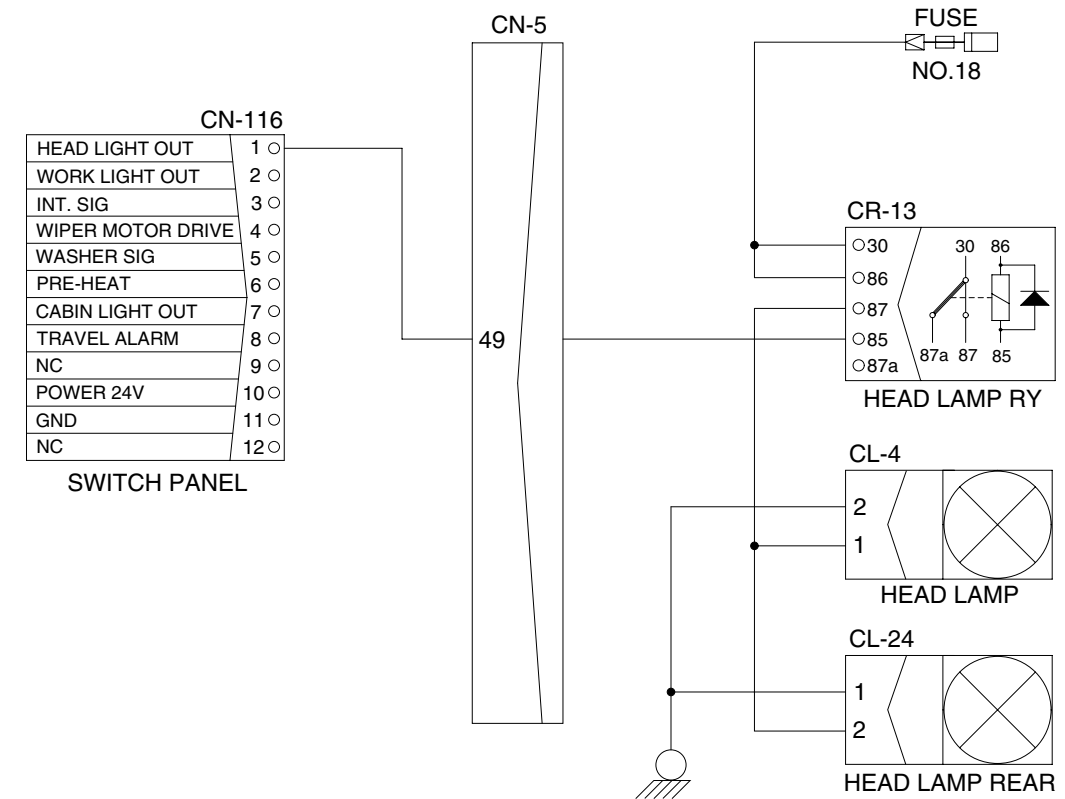 CN-5
FUSE
NO.18
CN-116
HEAD LIGHT OUT 1
WORK LIGHT OUT 2
INT. SIG 3
WIPER MOTOR DRIVE 4
WASHER SIG 5
PRE-HEAT 6
CABIN LIGHT OUT 7
TRAVEL ALARM 8
NC 9
POWER 24V 10
GND 11
NC 12
SWITCH PANEL
49
CR-13
30
86
87
85
87a
30 86
87a 87 85
HEAD LAMP RY
CL-4
2
1
HEAD LAMP
CL-24
1
2
HEAD LAMP REAR